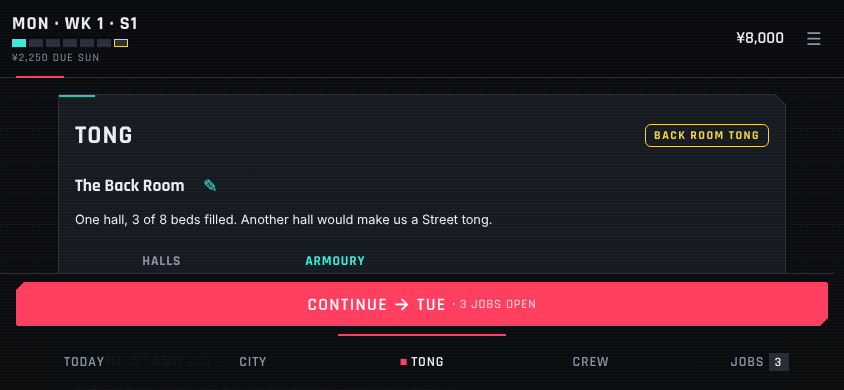 MON · WK 1 · S1
¥2,250 DUE SUN
¥8,000
TONG
BACK ROOM TONG
The Back Room
One hall, 3 of 8 beds filled. Another hall would make us a Street tong.
HALLS ARMOURY
CONTINUE → TUE · 3 JOBS OPEN
TODAY CITY TONG CREW JOBS 3